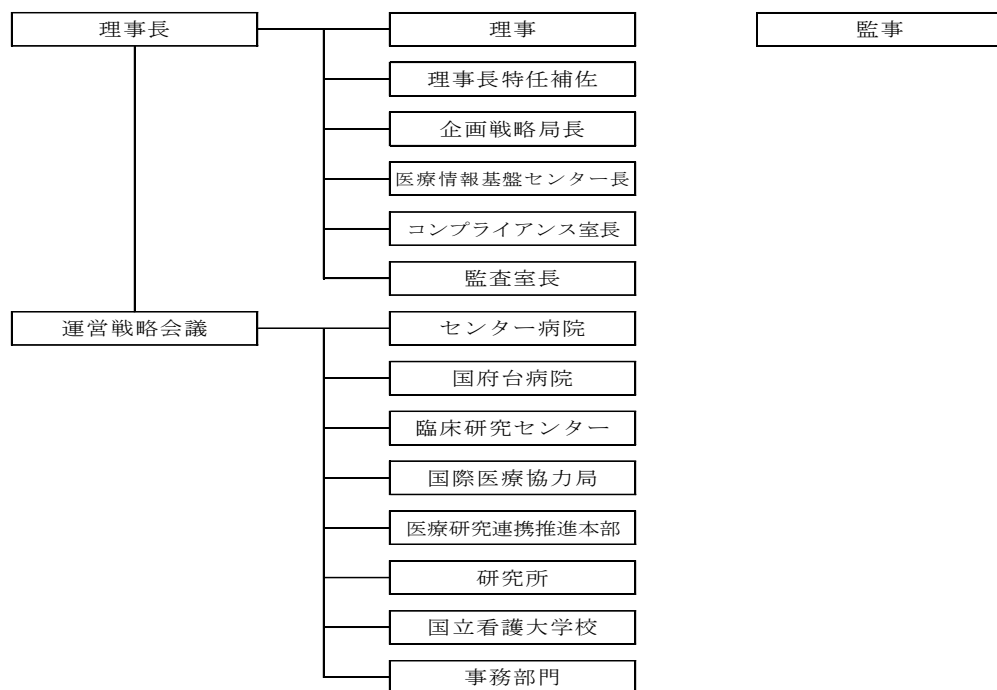 理事長
理事
監事
理事長特任補佐
企画戦略局長
医療情報基盤センター長
コンプライアンス室長
監査室長
運営戦略会議
センター病院
国府台病院
臨床研究センター
国際医療協力局
医療研究連携推進本部
研究所
国立看護大学校
事務部門